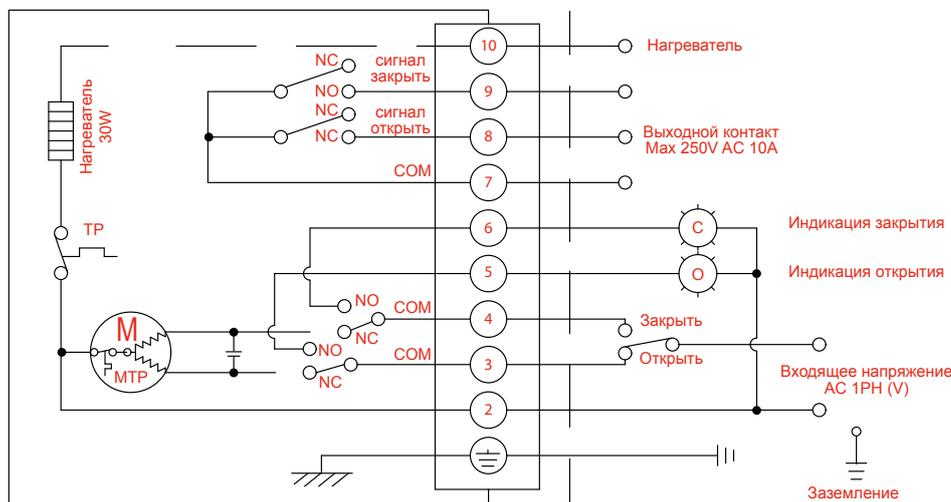 10
Нагреватель
NC
сигнал
закрыть
NO
9
NC
сигнал
открыть
NC
8
Выходной контакт
Max 250V AC 10A
Нагреватель
30W
COM
7
TP
6
C
Индикация закрытия
5
O
Индикация открытия
NO
COM
4
Закрыть
NC
M
MTP
NO
COM
3
Открыть
NC
Входящее напряжение
AC 1PH (V)
2
Заземление